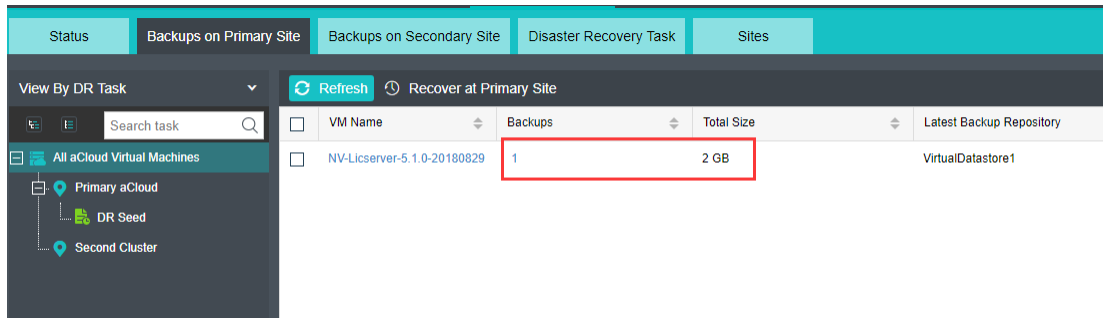 Status Backups on Primary Site Backups on Secondary Site Disaster Recovery Task Sites
View By DR Task
Refresh Recover at Primary Site
Search task
VM Name Backups Total Size Latest Backup Repository
All aCloud Virtual Machines
NV-Licserver-5.1.0-20180829 1 2 GB VirtualDatastore1
Primary aCloud
DR Seed
Second Cluster